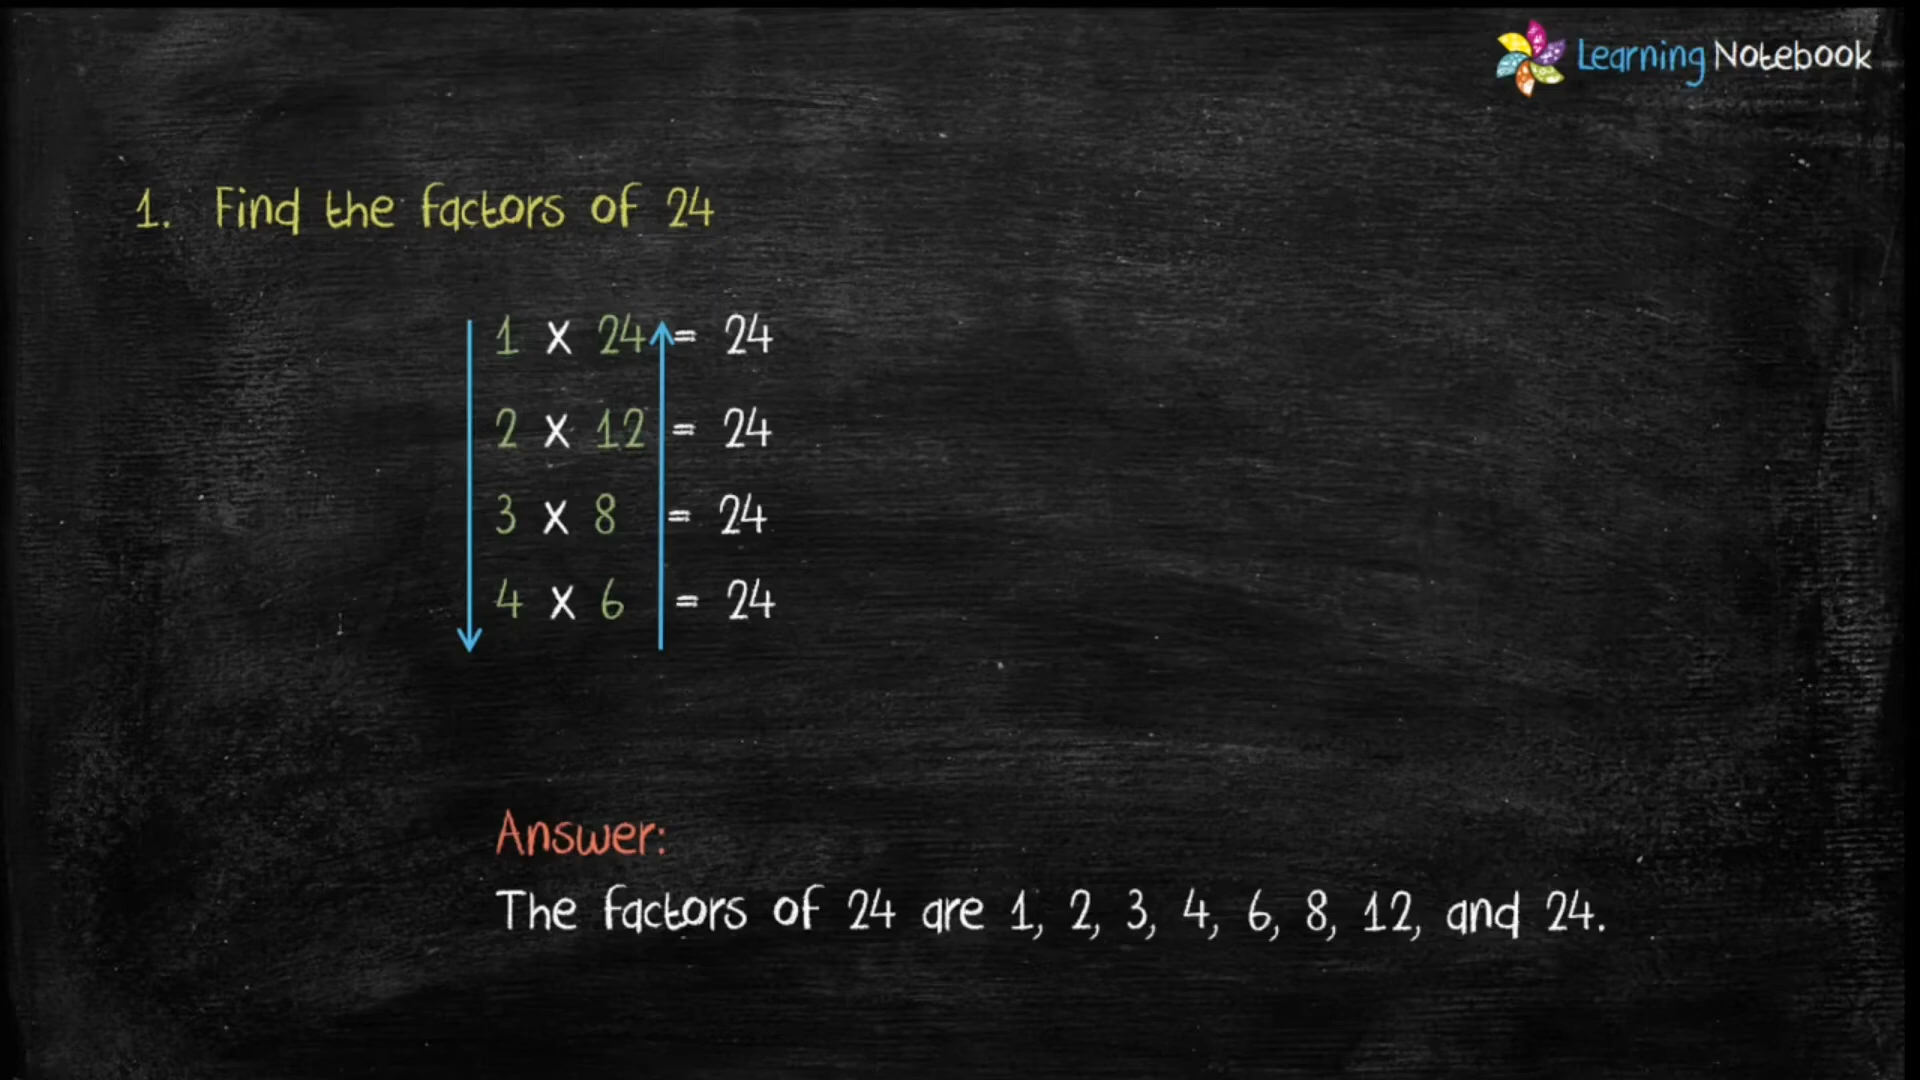 Learning Notebook
1. Find the factors of 24
1 X 24 = 24
2 X 12 = 24
3 X 8 = 24
4 X 6 = 24
Answer:
The factors of 24 are 1, 2, 3, 4, 6, 8, 12, and 24.